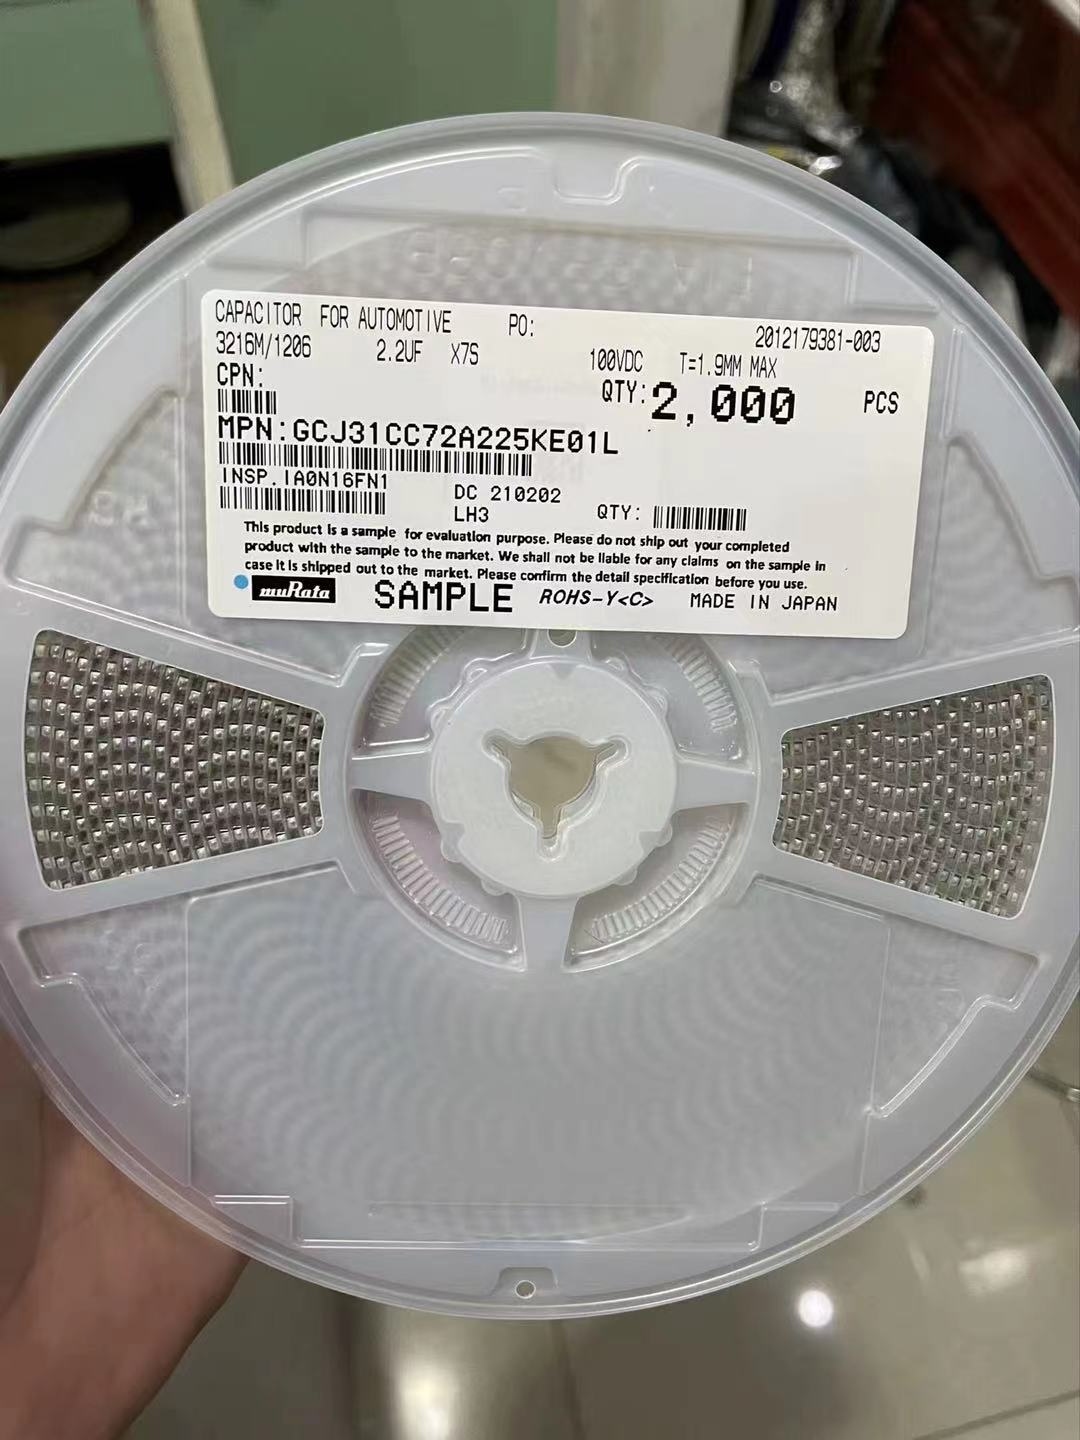 CAPACITOR FOR AUTOMOTIVE PO: 2012179381-003
3216M/1206 2.2UF X7S 100VDC T=1.9MM MAX
CPN: QTY: 2,000 PCS
MPN:GCJ31CC72A225KE01L
INSP.IA0N16FN1 DC 210202
LH3 QTY:
This product is a sample for evaluation purpose. Please do not ship out your completed
product with the sample to the market. We shall not be liable for any claims on the sample in
case it is shipped out to the market. Please confirm the detail specification before you use.
muRata SAMPLE ROHS-Y<C> MADE IN JAPAN